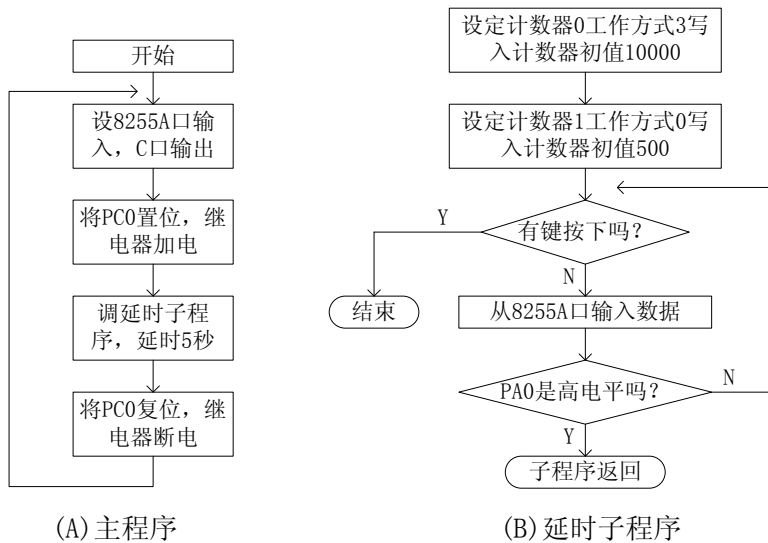 开始
设8255A口输
入，C口输出
将PC0置位，继
电器加电
调延时子程
序，延时5秒
将PC0复位，继
电器断电
(A)主程序
设定计数器0工作方式3写
入计数器初值10000
设定计数器1工作方式0写
入计数器初值500
有键按下吗？
Y
N
结束
从8255A口输入数据
PA0是高电平吗？
N
Y
子程序返回
(B)延时子程序